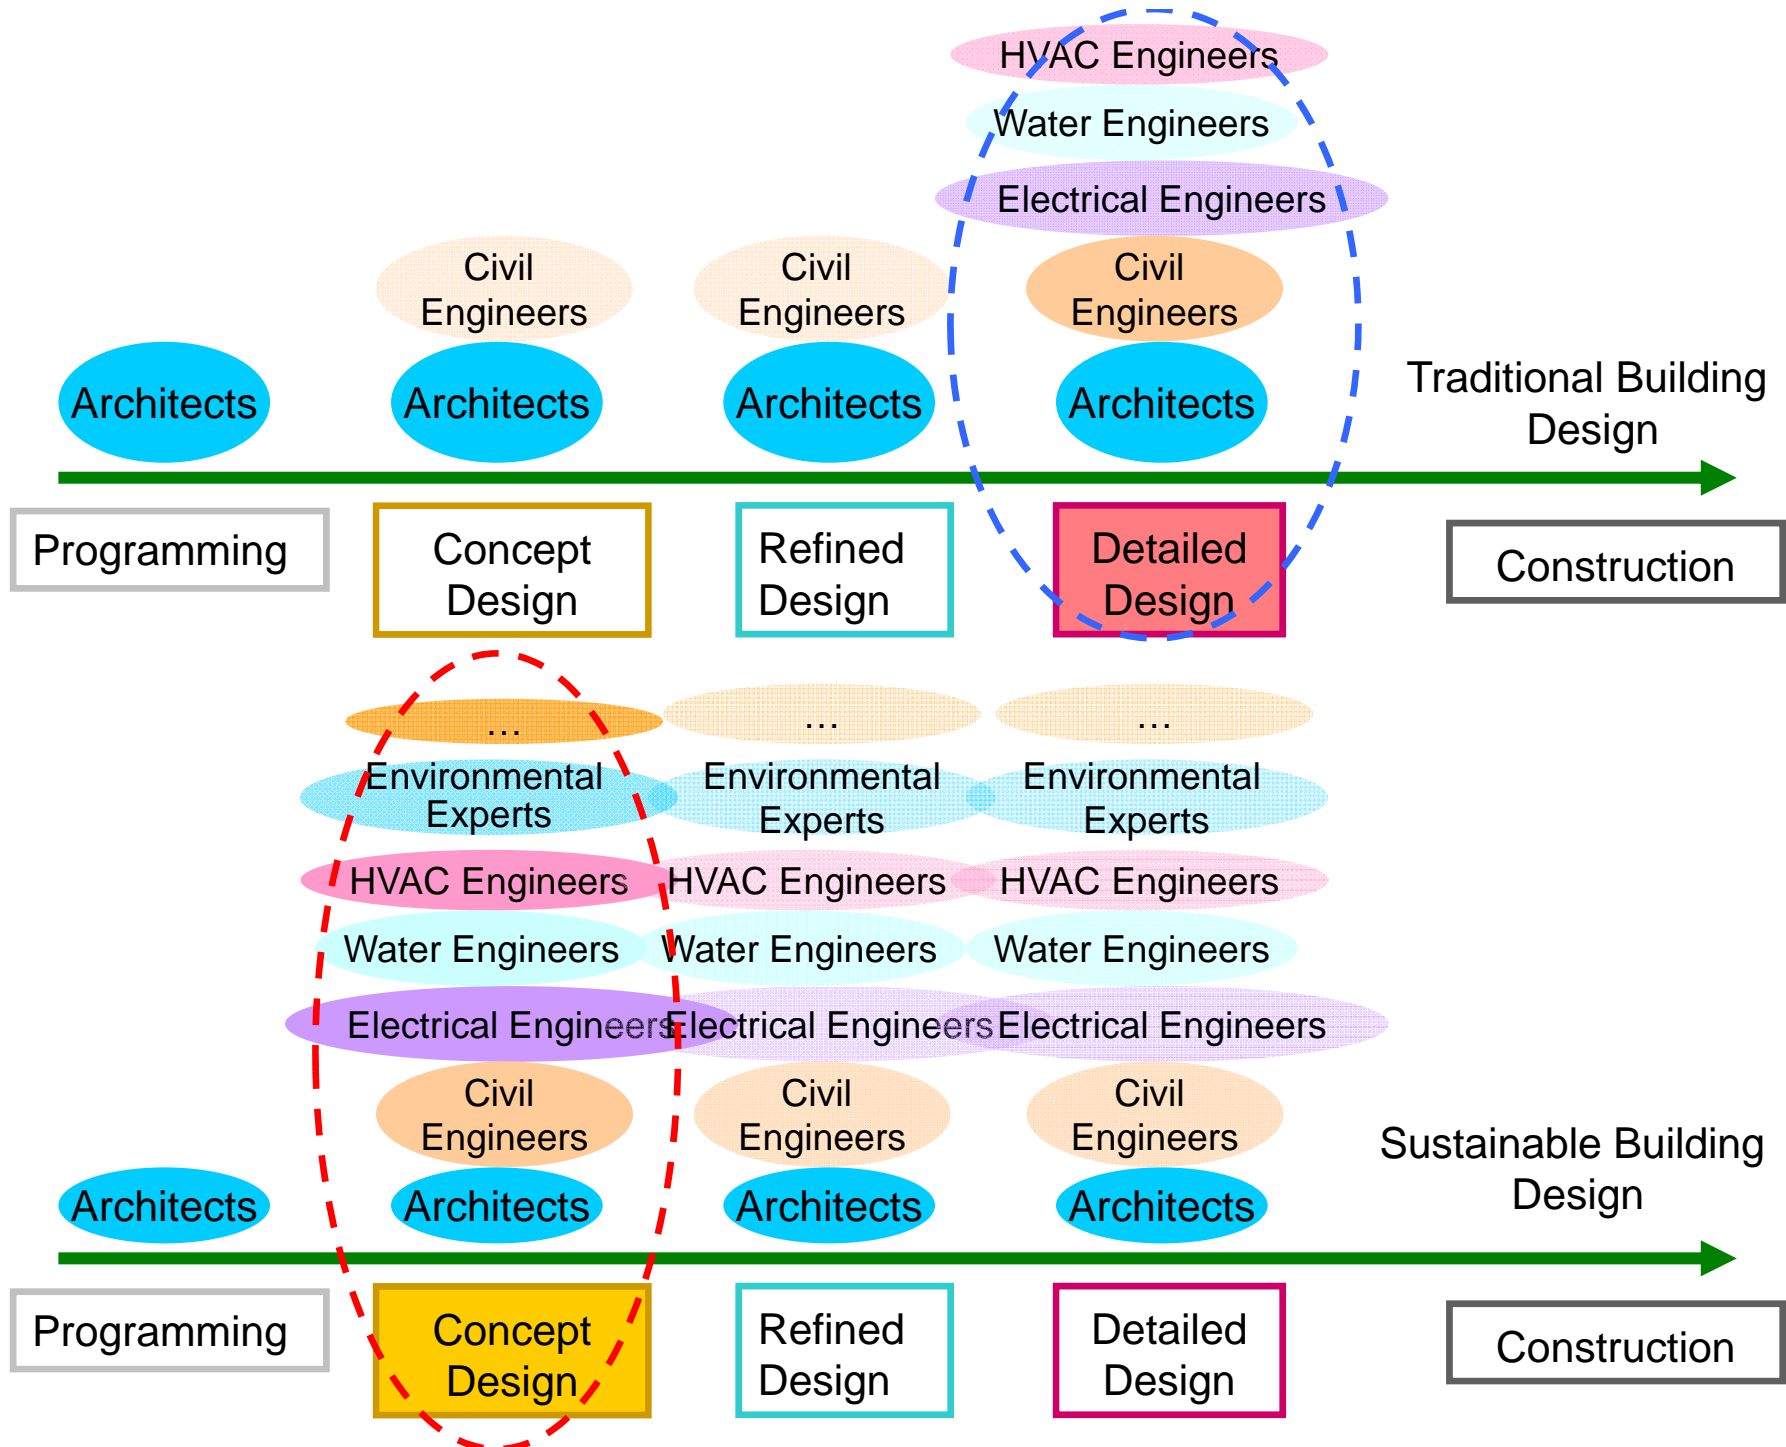 HVAC Engineers
Water Engineers
Electrical Engineers
Civil
Engineers
Civil
Engineers
Civil
Engineers
Architects
Architects
Architects
Architects
Traditional Building
Design
Programming
Concept
Design
Refined
Design
Detailed
Design
Construction
...
...
...
Environmental
Experts
Environmental
Experts
Environmental
Experts
HVAC Engineers
HVAC Engineers
HVAC Engineers
Water Engineers
Water Engineers
Water Engineers
Electrical Engineers
Electrical Engineers
Electrical Engineers
Civil
Engineers
Civil
Engineers
Civil
Engineers
Architects
Architects
Architects
Architects
Sustainable Building
Design
Programming
Concept
Design
Refined
Design
Detailed
Design
Construction